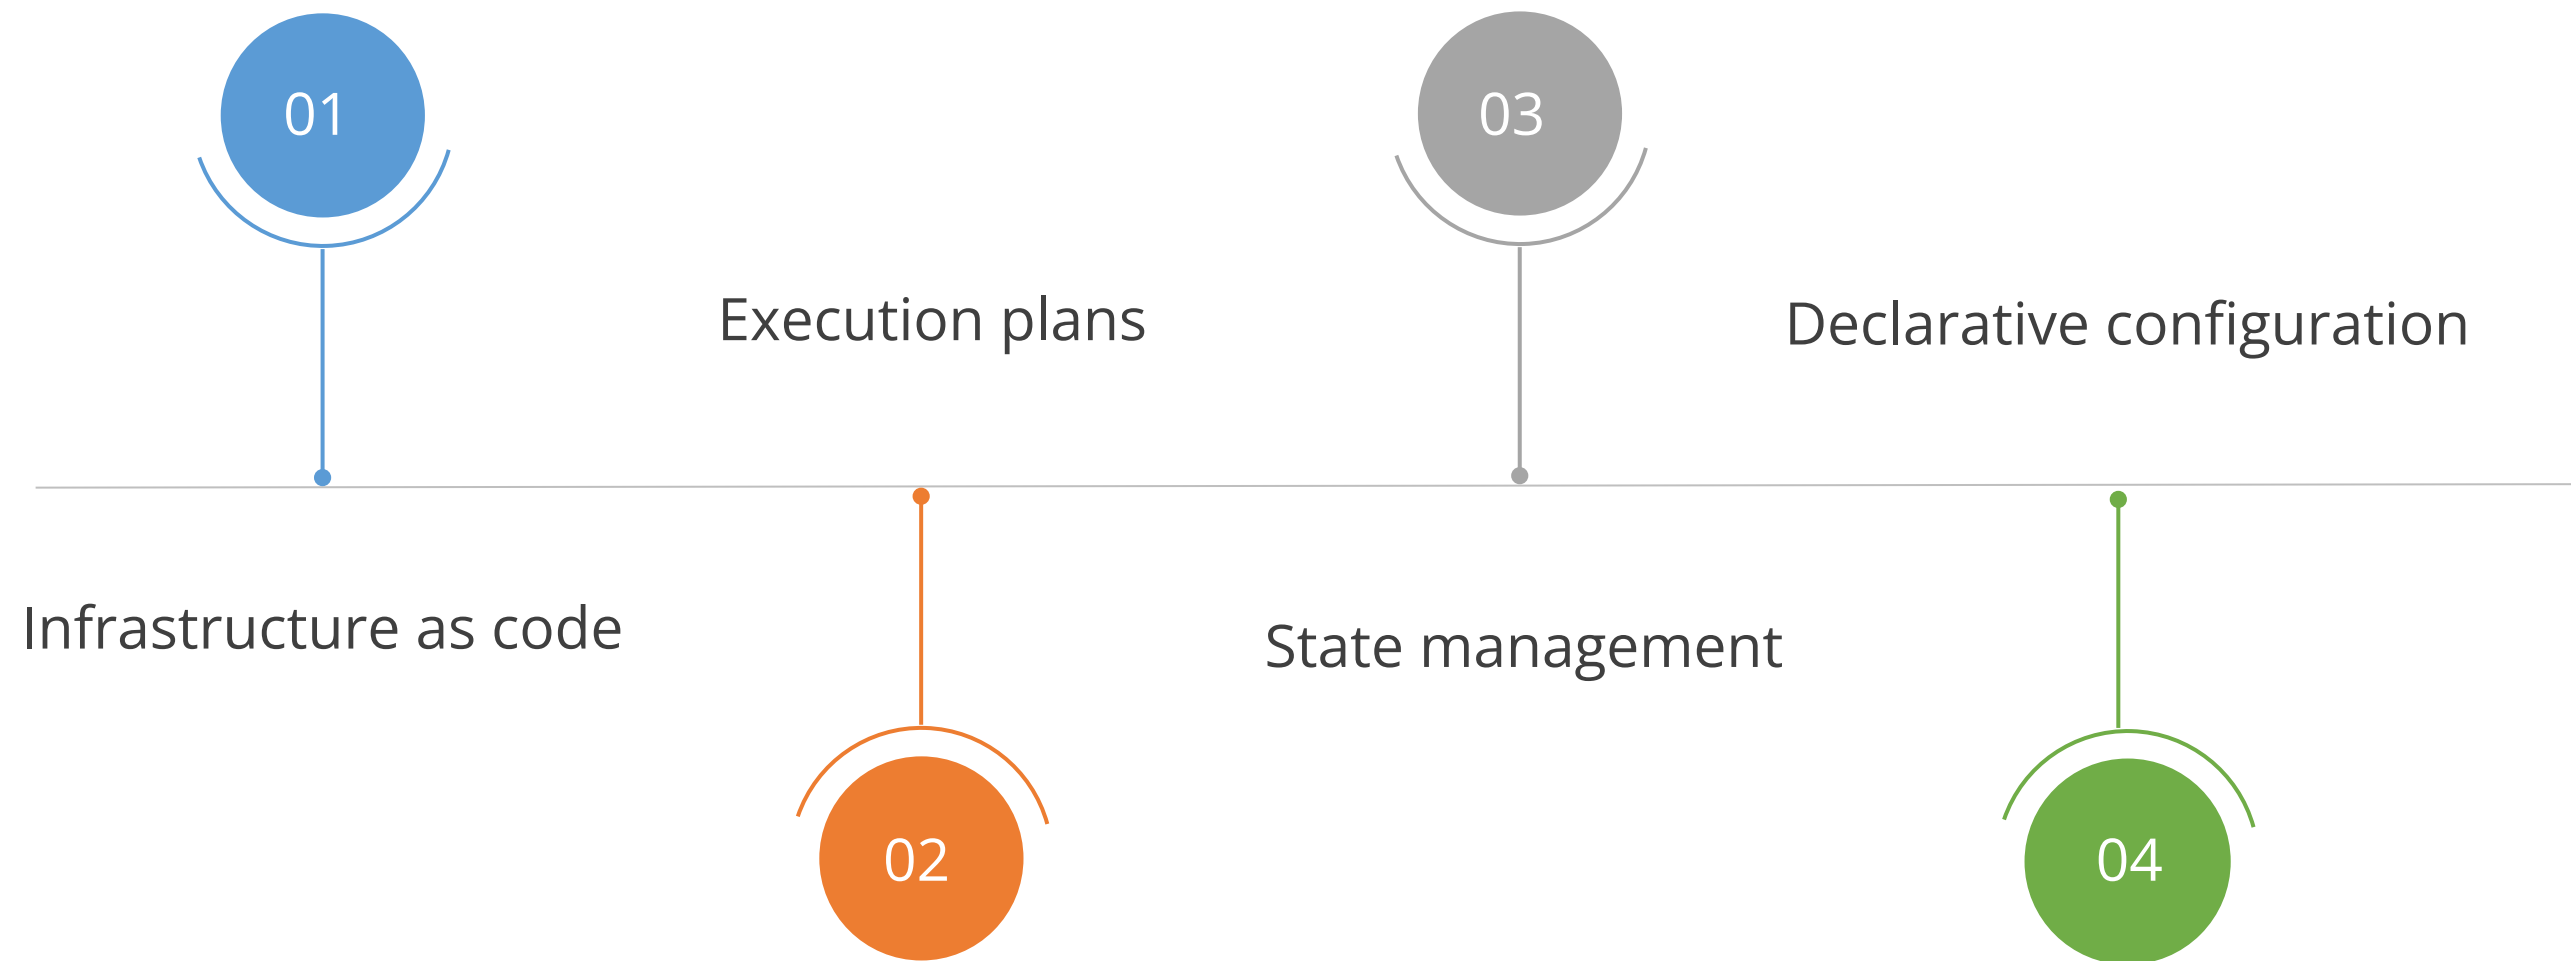 01
Infrastructure as code
Execution plans
02
03
State management
Declarative configuration
04